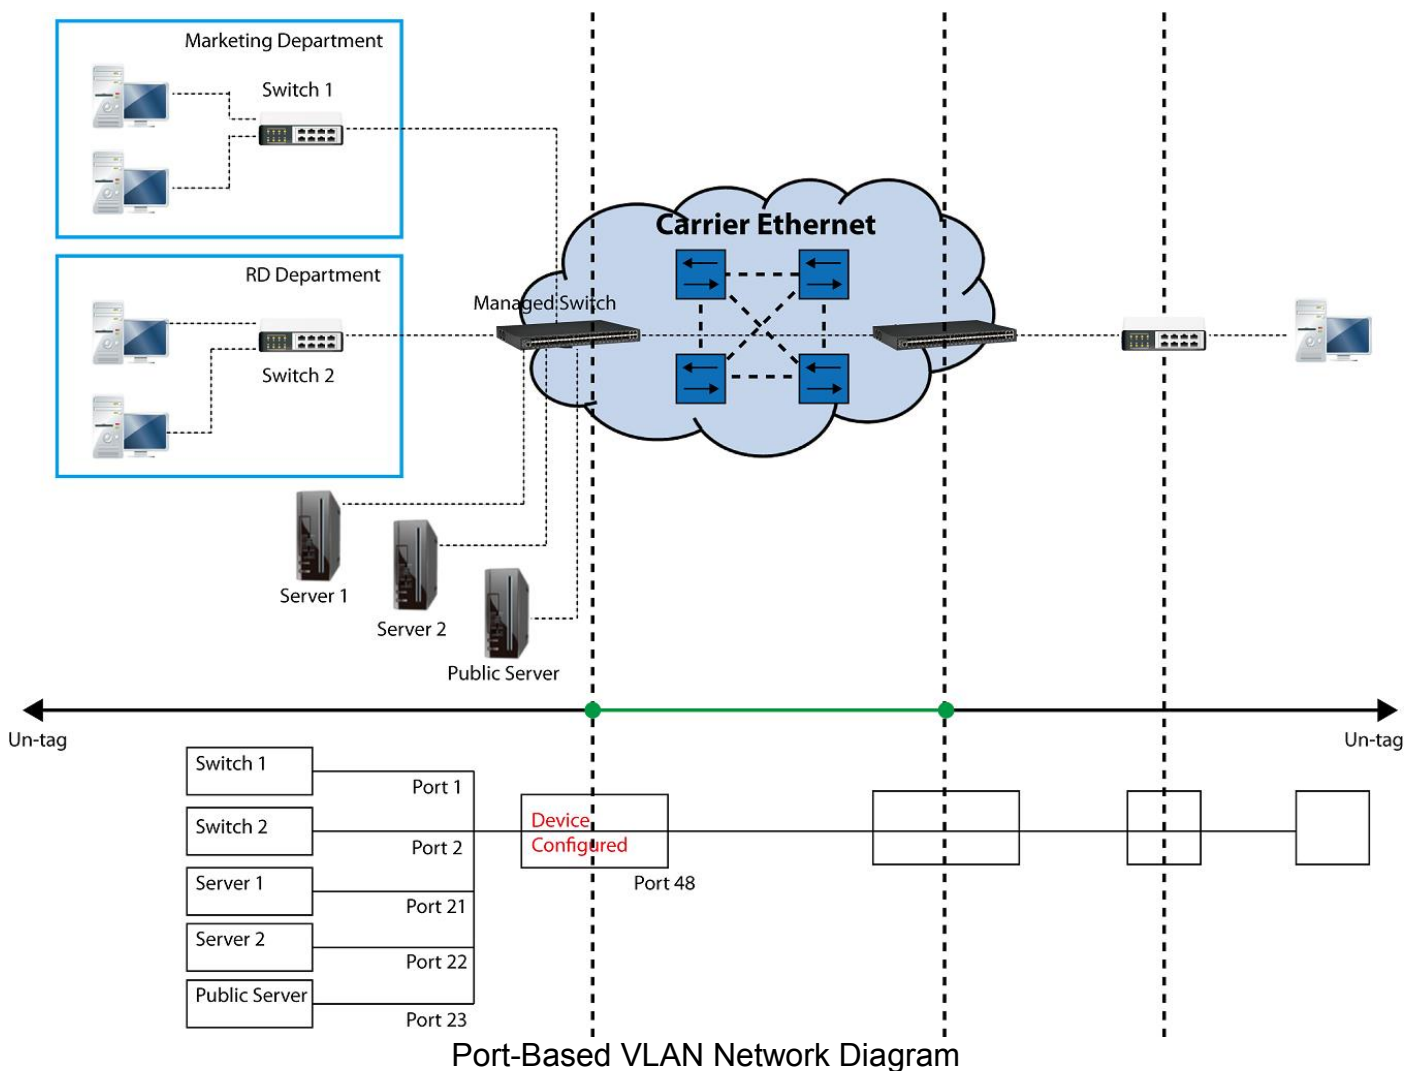 Marketing Department
Switch 1
RD Department
Switch 2
Carrier Ethernet
Managed Switch
Server 1
Server 2
Public Server
Un-tag
Un-tag
Switch 1
Port 1
Switch 2
Port 2
Device
Configured
Port 48
Server 1
Port 21
Server 2
Port 22
Public Server
Port 23
Port-Based VLAN Network Diagram